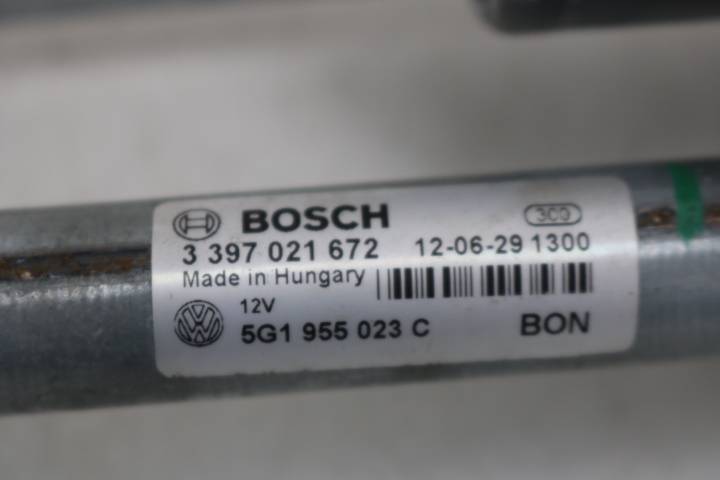 BOSCH 3C0
3 397 021 672 12-06-29 1300
Made in Hungary
12V
5G1 955 023 C BON